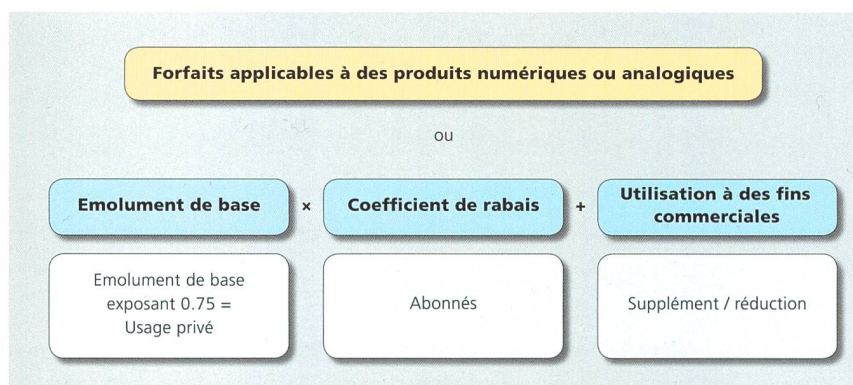 Forfaits applicables à des produits numériques ou analogiques
ou
Emolument de base × Coefficient de rabais + Utilisation à des fins
commerciales
Emolument de base
exposant 0.75 =
Usage privé
Abonnés
Supplément / réduction